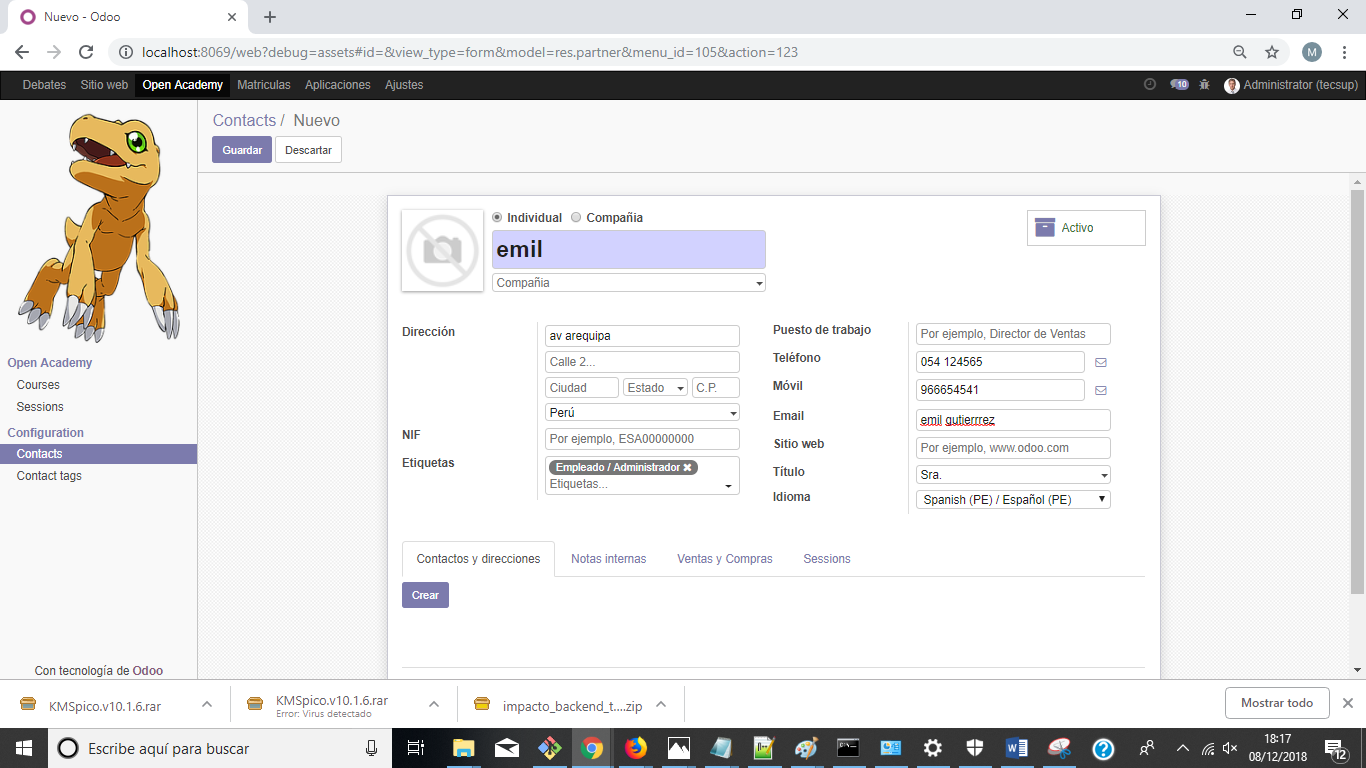 Nuevo - Odoo
localhost:8069/web?debug=assets#id=&view_type=form&model=res.partner&menu_id=105&action=123
M
Debates Sitio web Open Academy Matriculas Aplicaciones Ajustes 10 Administrator (tecsup)
Contacts / Nuevo
Guardar Descartar
Individual Compañia
Activo
emil
Compañia
Dirección
av arequipa
Calle 2...
Ciudad Estado C.P.
Perú
NIF Por ejemplo, ESA00000000
Etiquetas Empleado / Administrador ✖
Etiquetas...
Puesto de trabajo Por ejemplo, Director de Ventas
Teléfono 054 124565
Móvil 966654541
Email emil gutierrrez
Sitio web Por ejemplo, www.odoo.com
Título Sra.
Idioma Spanish (PE) / Español (PE)
Open Academy
Courses
Sessions
Configuration
Contacts
Contact tags
Contactos y direcciones Notas internas Ventas y Compras Sessions
Crear
Con tecnología de Odoo
KMSpico.v10.1.6.rar
KMSpico.v10.1.6.rar
Error: Virus detectado
impacto_backend_t....zip
Mostrar todo
Escribe aquí para buscar
18:17
08/12/2018
12